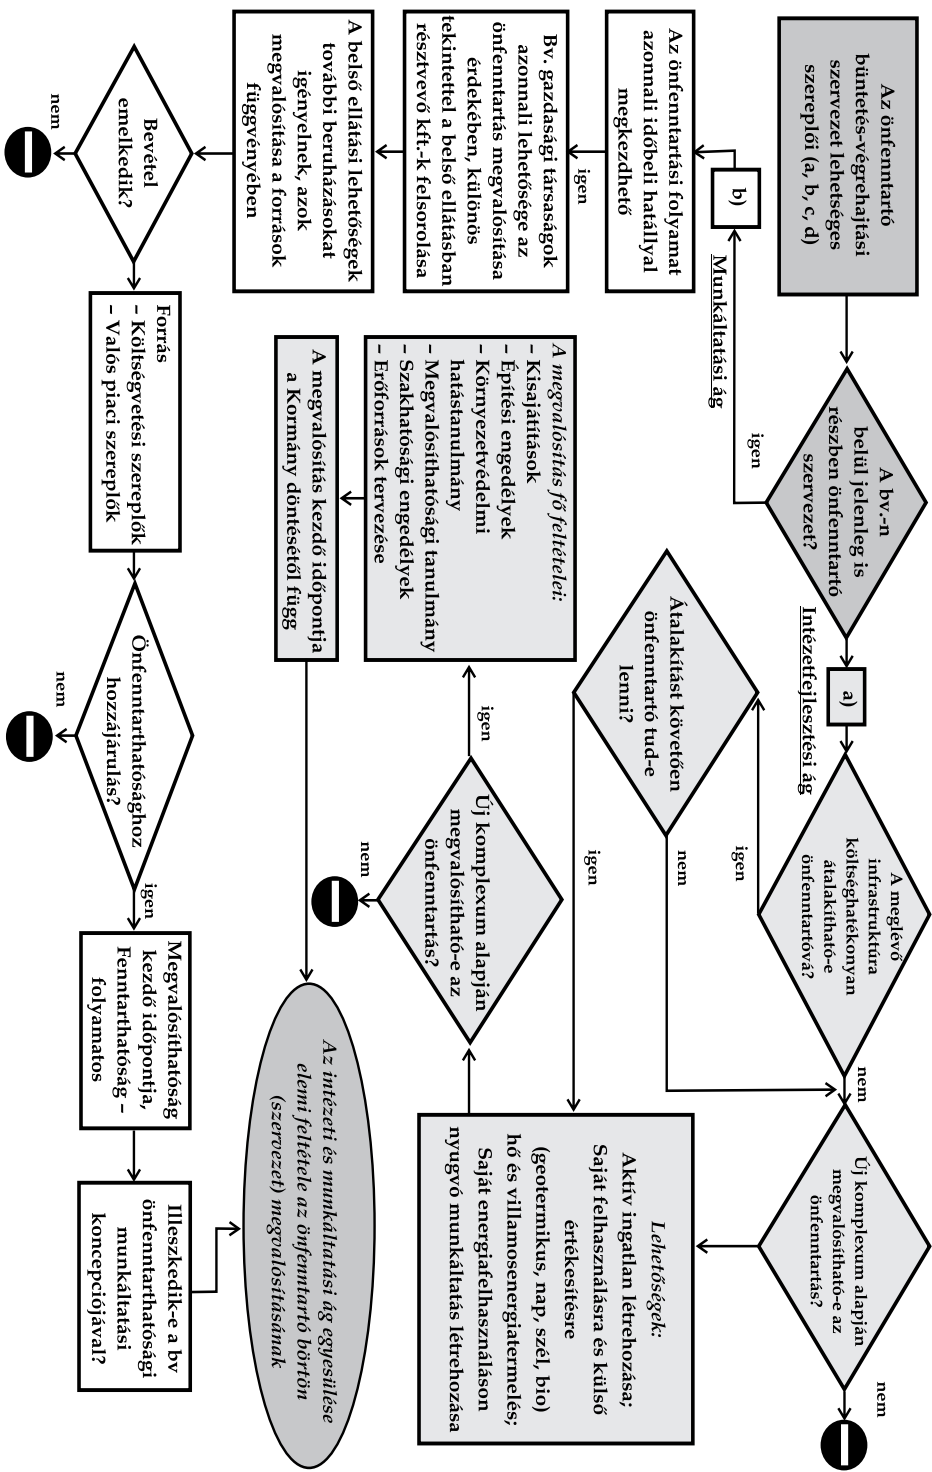 Az önfenntartó
büntetés-végrehajtási
szervezet lehetséges
szereplői (a, b, c, d)
A bv.-n
belül jelenleg is
részben önfenntartó
szervezet?
igen
Munkáltatási ág
b)
Az önfenntartási folyamat
azonnali időbeli hatállyal
megkezdhető
igen
Bv. gazdasági társaságok
azonnali lehetősége az
önfenntartás megvalósítása
érdekében, különös
tekintettel a belső ellátásban
résztvevő kft.-k felsorolása
A belső ellátási lehetőségek
további beruházásokat
igényelnek, azok
megvalósítása a források
függvényében
Bevétel
emelkedik?
nem
Forrás
– Költségvetési szereplők
– Valós piaci szereplők
Önfenntarthatósághoz
hozzájárulás?
nem
igen
Megvalósíthatóság
kezdő időpontja,
Fenntarthatóság –
folyamatos
Illeszkedik-e a bv
önfenntarthatósági
munkáltatási
koncepciójával?
a)
Intézetfejlesztési ág
A meglévő
infrastruktúra
költséghatékonyan
átalakítható-e
önfenntartóvá?
igen
nem
Átalakítást követően
önfenntartó tud-e
lenni?
nem
igen
Új komplexum alapján
megvalósítható-e az
önfenntartás?
nem
Lehetőségek:
Aktív ingatlan létrehozása;
Saját felhasználásra és külső
értékesítésre
(geotermikus, nap, szél, bio)
hő és villamosenergiatermelés;
Saját energiafelhasználáson
nyugvó munkáltatás létrehozása
Új komplexum alapján
megvalósítható-e az
önfenntartás?
nem
igen
A megvalósítás fő feltételei:
– Kisajátítások
– Építési engedélyek
– Környezetvédelmi
hatástanulmány
– Megvalósíthatósági tanulmány
– Szakhatósági engedélyek
– Erőforrások tervezése
A megvalósítás kezdő időpontja
a Kormány döntésétől függ
Az intézeti és munkáltatási ág egyesülése
elemi feltétele az önfenntartó börtön
(szervezet) megvalósításának